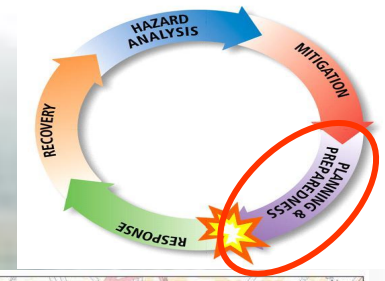 HAZARD
ANALYSIS
MITIGATION
PLANNING &
PREPAREDNESS
RESPONSE
RECOVERY